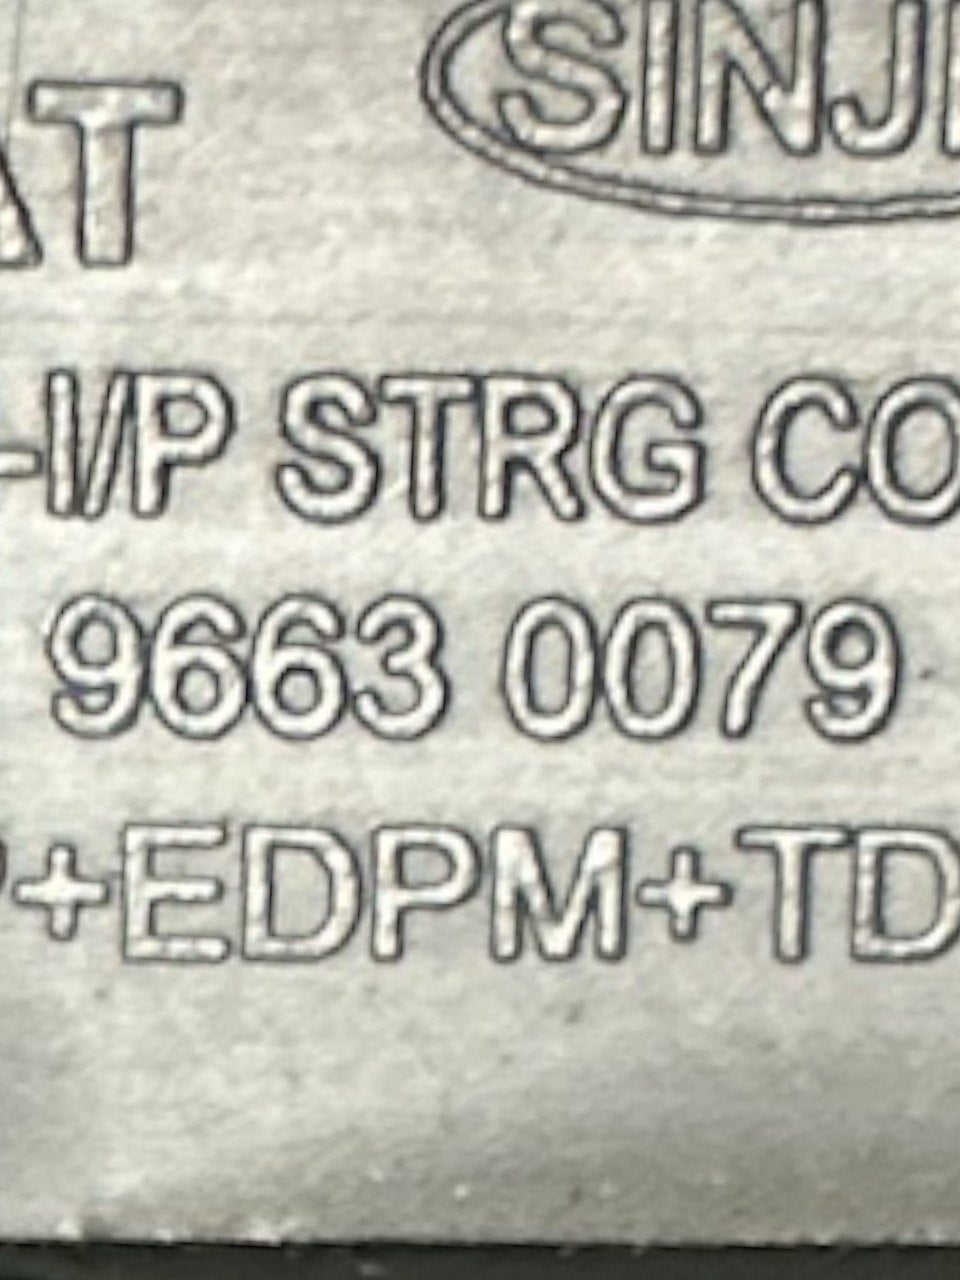 AT SINJ
-I/P STRG CO
9663 0079
P+EDPM+TD